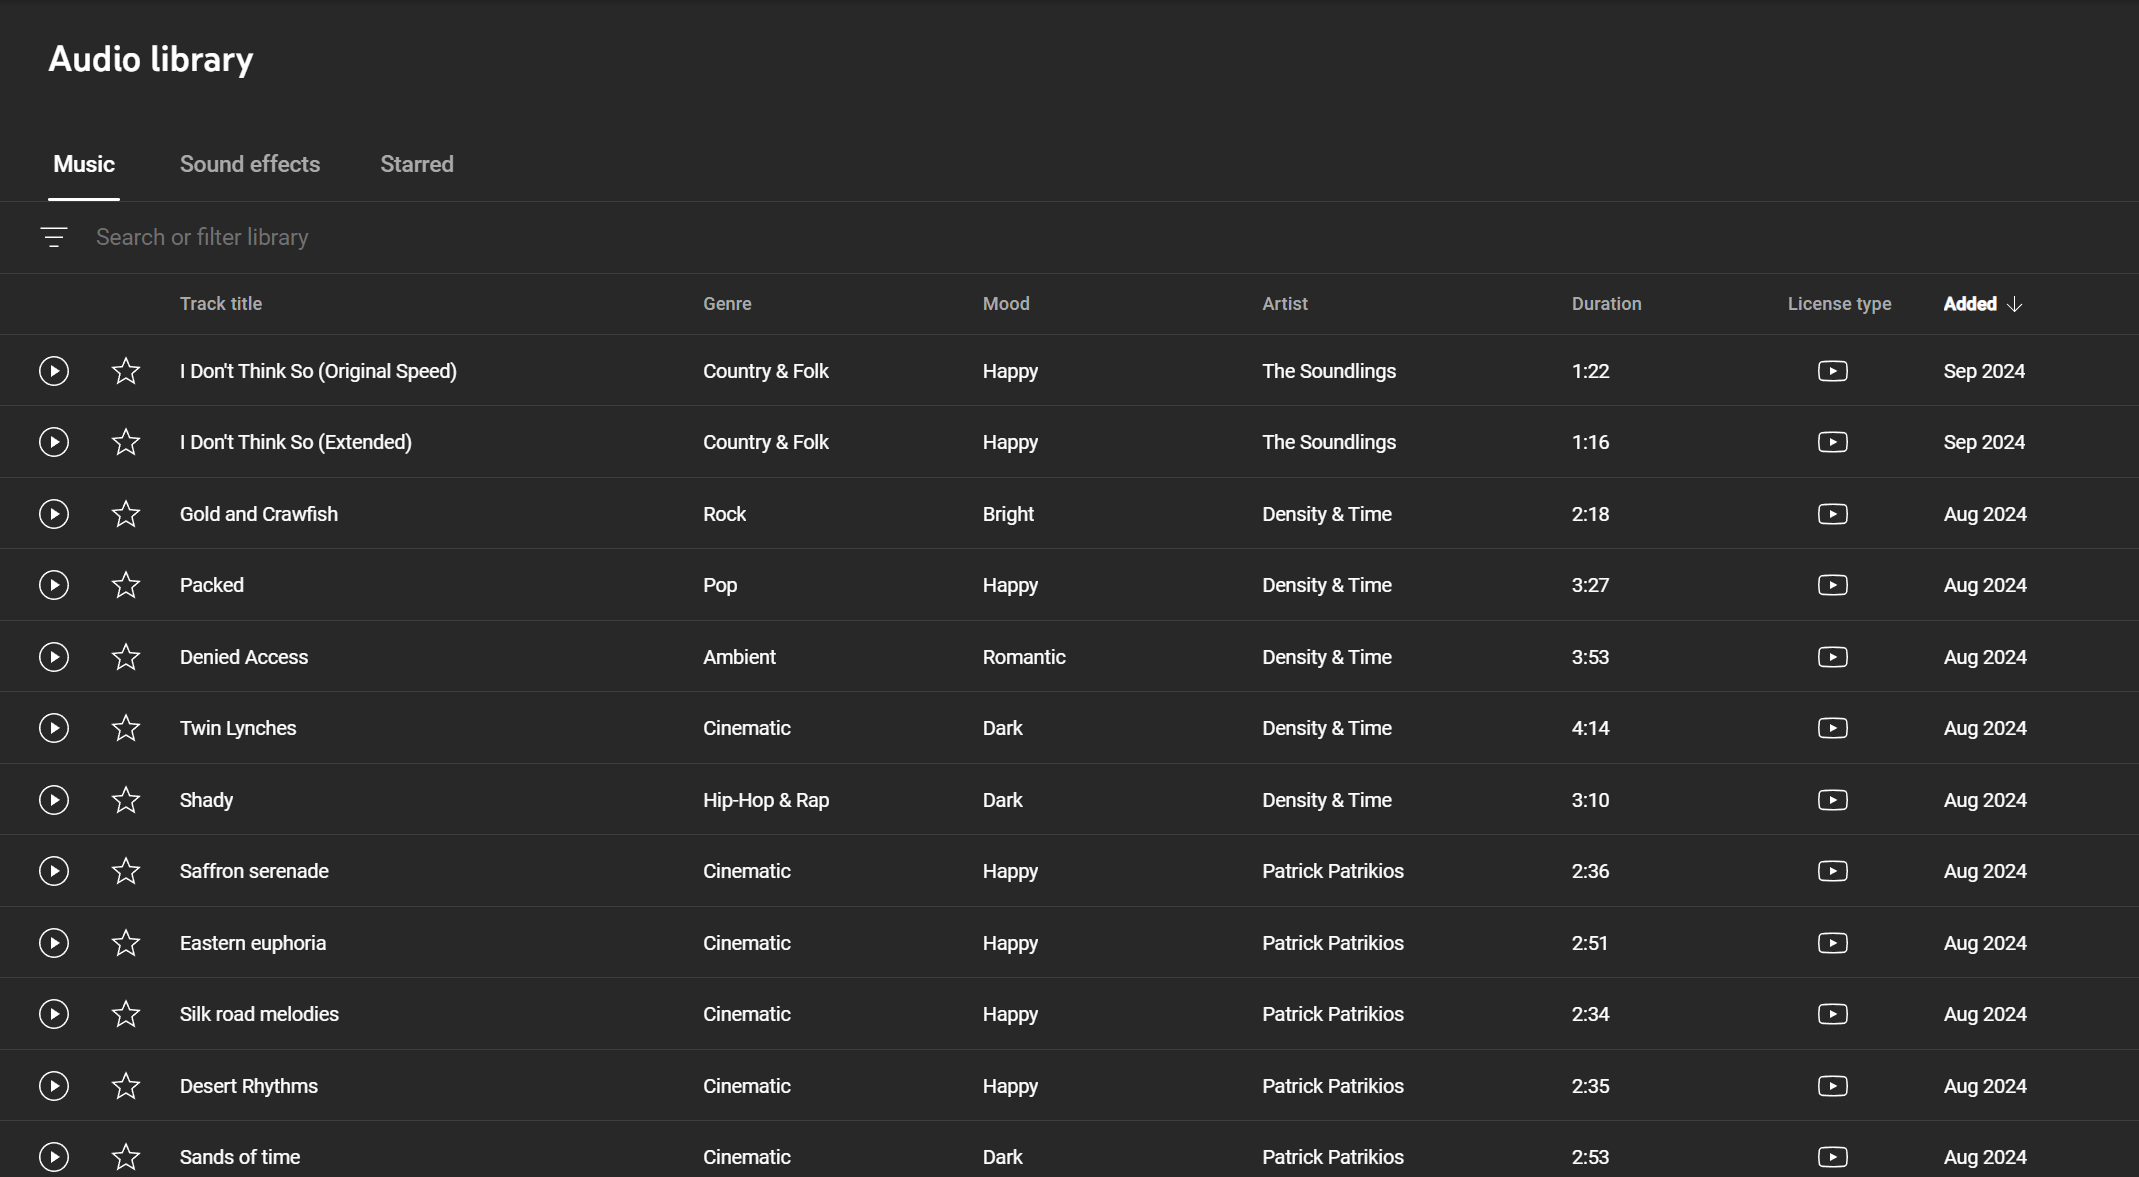 Audio library
Music Sound effects Starred
Search or filter library
Track title Genre Mood Artist Duration License type Added
I Don't Think So (Original Speed) Country & Folk Happy The Soundlings 1:22 Sep 2024
I Don't Think So (Extended) Country & Folk Happy The Soundlings 1:16 Sep 2024
Gold and Crawfish Rock Bright Density & Time 2:18 Aug 2024
Packed Pop Happy Density & Time 3:27 Aug 2024
Denied Access Ambient Romantic Density & Time 3:53 Aug 2024
Twin Lynches Cinematic Dark Density & Time 4:14 Aug 2024
Shady Hip-Hop & Rap Dark Density & Time 3:10 Aug 2024
Saffron serenade Cinematic Happy Patrick Patrikios 2:36 Aug 2024
Eastern euphoria Cinematic Happy Patrick Patrikios 2:51 Aug 2024
Silk road melodies Cinematic Happy Patrick Patrikios 2:34 Aug 2024
Desert Rhythms Cinematic Happy Patrick Patrikios 2:35 Aug 2024
Sands of time Cinematic Dark Patrick Patrikios 2:53 Aug 2024